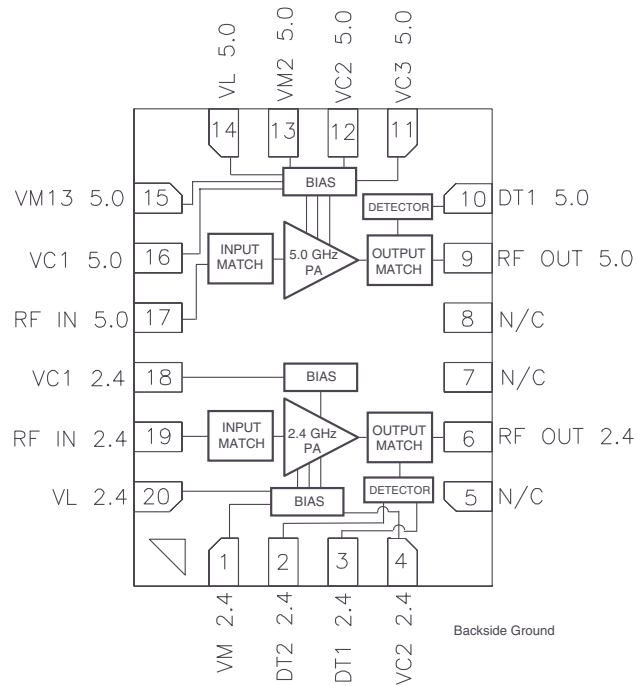 VL 5.0
VM2 5.0
VC2 5.0
VC3 5.0
14
13
12
11
VM13 5.0
15
BIAS
10
DT1 5.0
DETECTOR
VC1 5.0
16
INPUT
MATCH
5.0 GHz
PA
OUTPUT
MATCH
9
RF OUT 5.0
RF IN 5.0
17
8
N/C
VC1 2.4
18
BIAS
7
N/C
RF IN 2.4
19
INPUT
MATCH
2.4 GHz
PA
OUTPUT
MATCH
6
RF OUT 2.4
VL 2.4
20
BIAS
DETECTOR
5
N/C
1
2
3
4
VM 2.4
DT2 2.4
DT1 2.4
VC2 2.4
Backside Ground